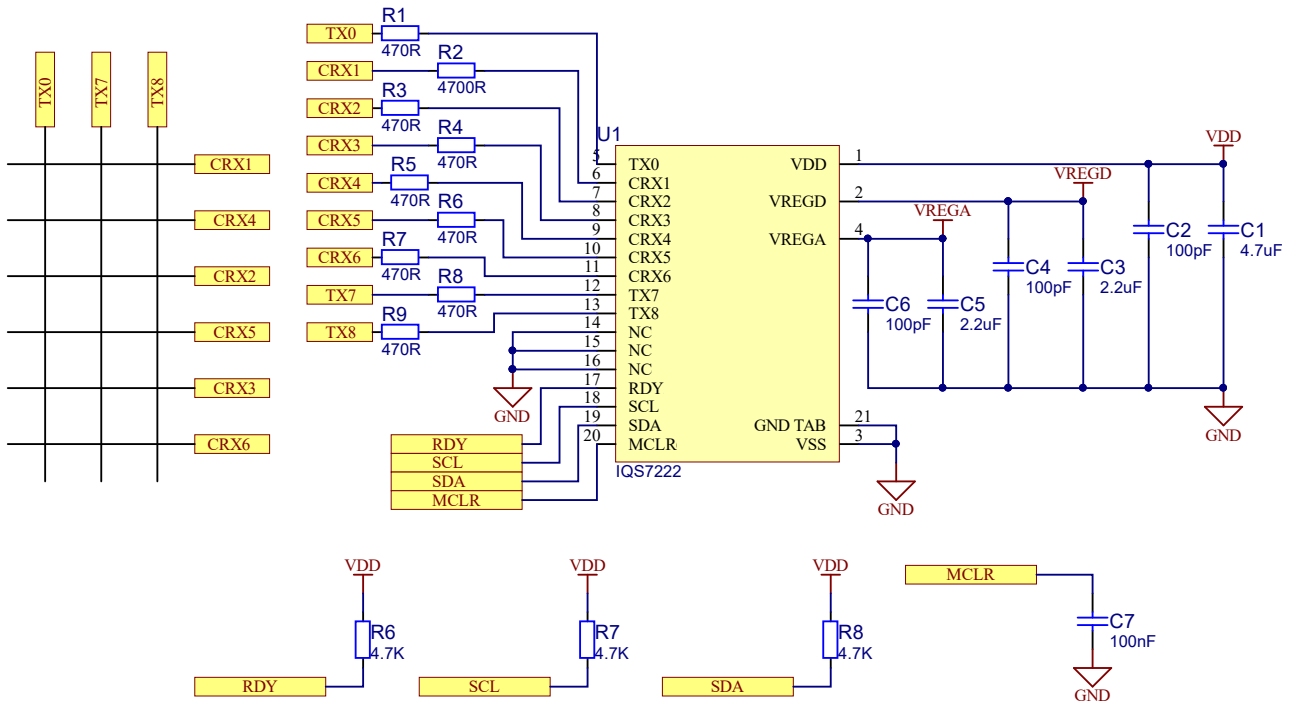 TX0
TX7
TX8
CRX1
CRX4
CRX2
CRX5
CRX3
CRX6
TX0
R1
470R
CRX1
R2
4700R
CRX2
R3
470R
CRX3
R4
470R
CRX4
R5
470R
CRX5
R6
470R
CRX6
R7
470R
TX7
R8
470R
TX8
R9
470R
GND
U1
5 TX0
6 CRX1
7 CRX2
8 CRX3
9 CRX4
10 CRX5
11 CRX6
12 TX7
13 TX8
14 NC
15 NC
16 NC
17 RDY
18 SCL
19 SDA
20 MCLR
VDD 1
VREGD 2
VREGA 4
GND TAB 21
VSS 3
IQS7222
RDY
SCL
SDA
MCLR
GND
VREGA
VREGD
VDD
C6
100pF
C5
2.2uF
C4
100pF
C3
2.2uF
C2
100pF
C1
4.7uF
GND
VDD
R6
4.7K
RDY
VDD
R7
4.7K
SCL
VDD
R8
4.7K
SDA
MCLR
C7
100nF
GND